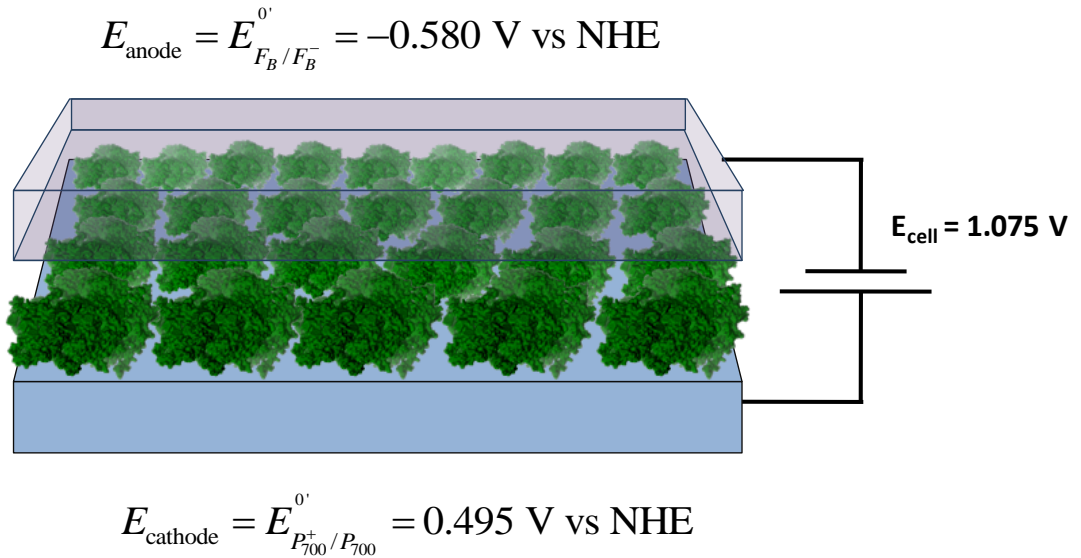 E_anode = E^0'_{F_B/F_B^-} = –0.580 V vs NHE
E_cell = 1.075 V
E_cathode = E^0'_{P_700^+/P_700} = 0.495 V vs NHE